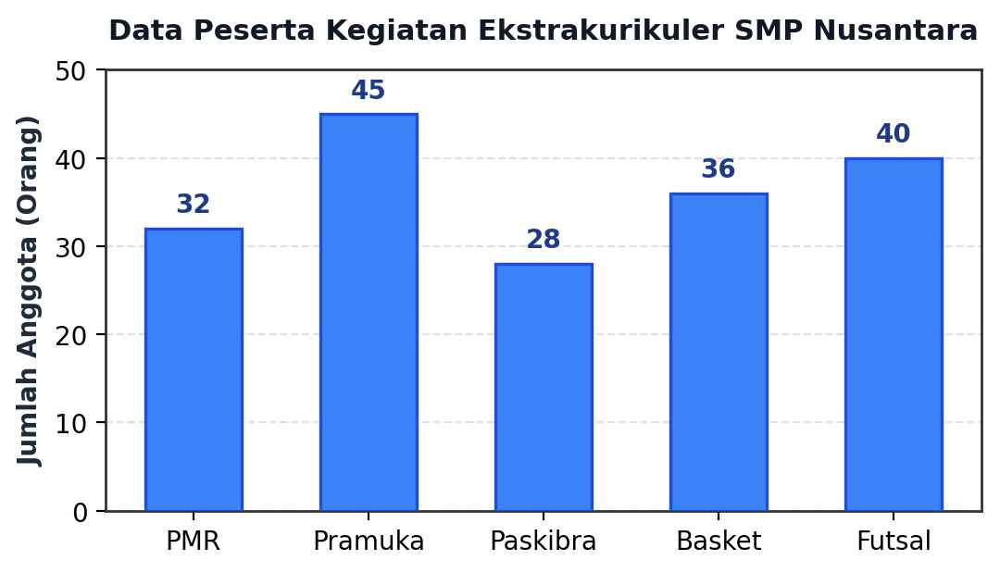 Data Peserta Kegiatan Ekstrakurikuler SMP Nusantara
Jumlah Anggota (Orang)
50
40
30
20
10
0
32
45
28
36
40
PMR
Pramuka
Paskibra
Basket
Futsal